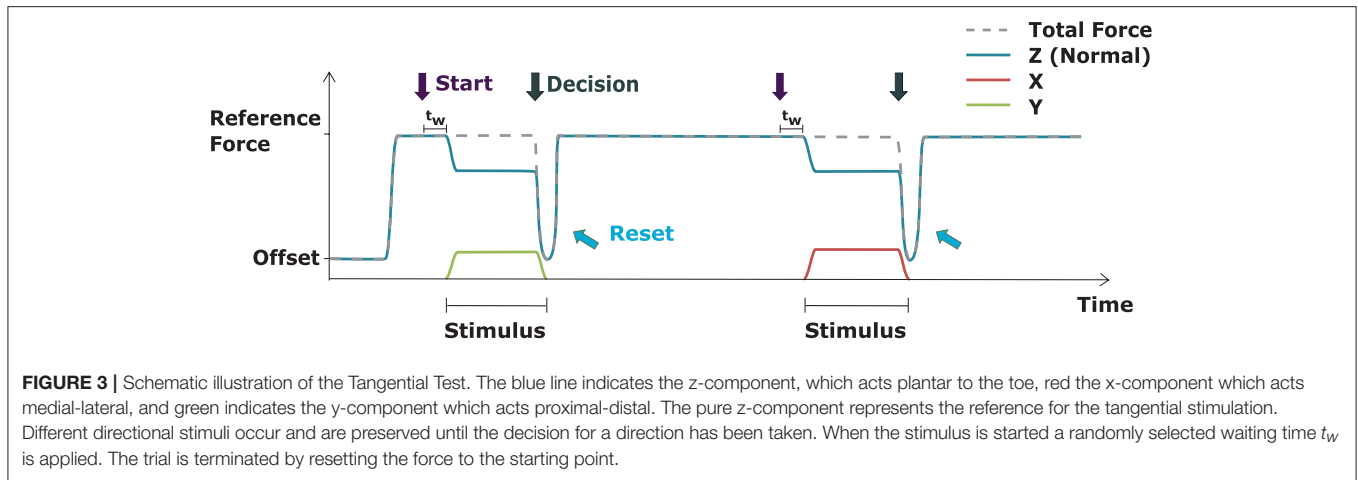 Total Force
Z (Normal)
X
Y
Start
Decision
Reference
Force
t_w
t_w
Reset
Offset
Time
Stimulus
Stimulus
FIGURE 3 | Schematic illustration of the Tangential Test. The blue line indicates the z-component, which acts plantar to the toe, red the x-component which acts
medial-lateral, and green indicates the y-component which acts proximal-distal. The pure z-component represents the reference for the tangential stimulation.
Different directional stimuli occur and are preserved until the decision for a direction has been taken. When the stimulus is started a randomly selected waiting time t_W
is applied. The trial is terminated by resetting the force to the starting point.